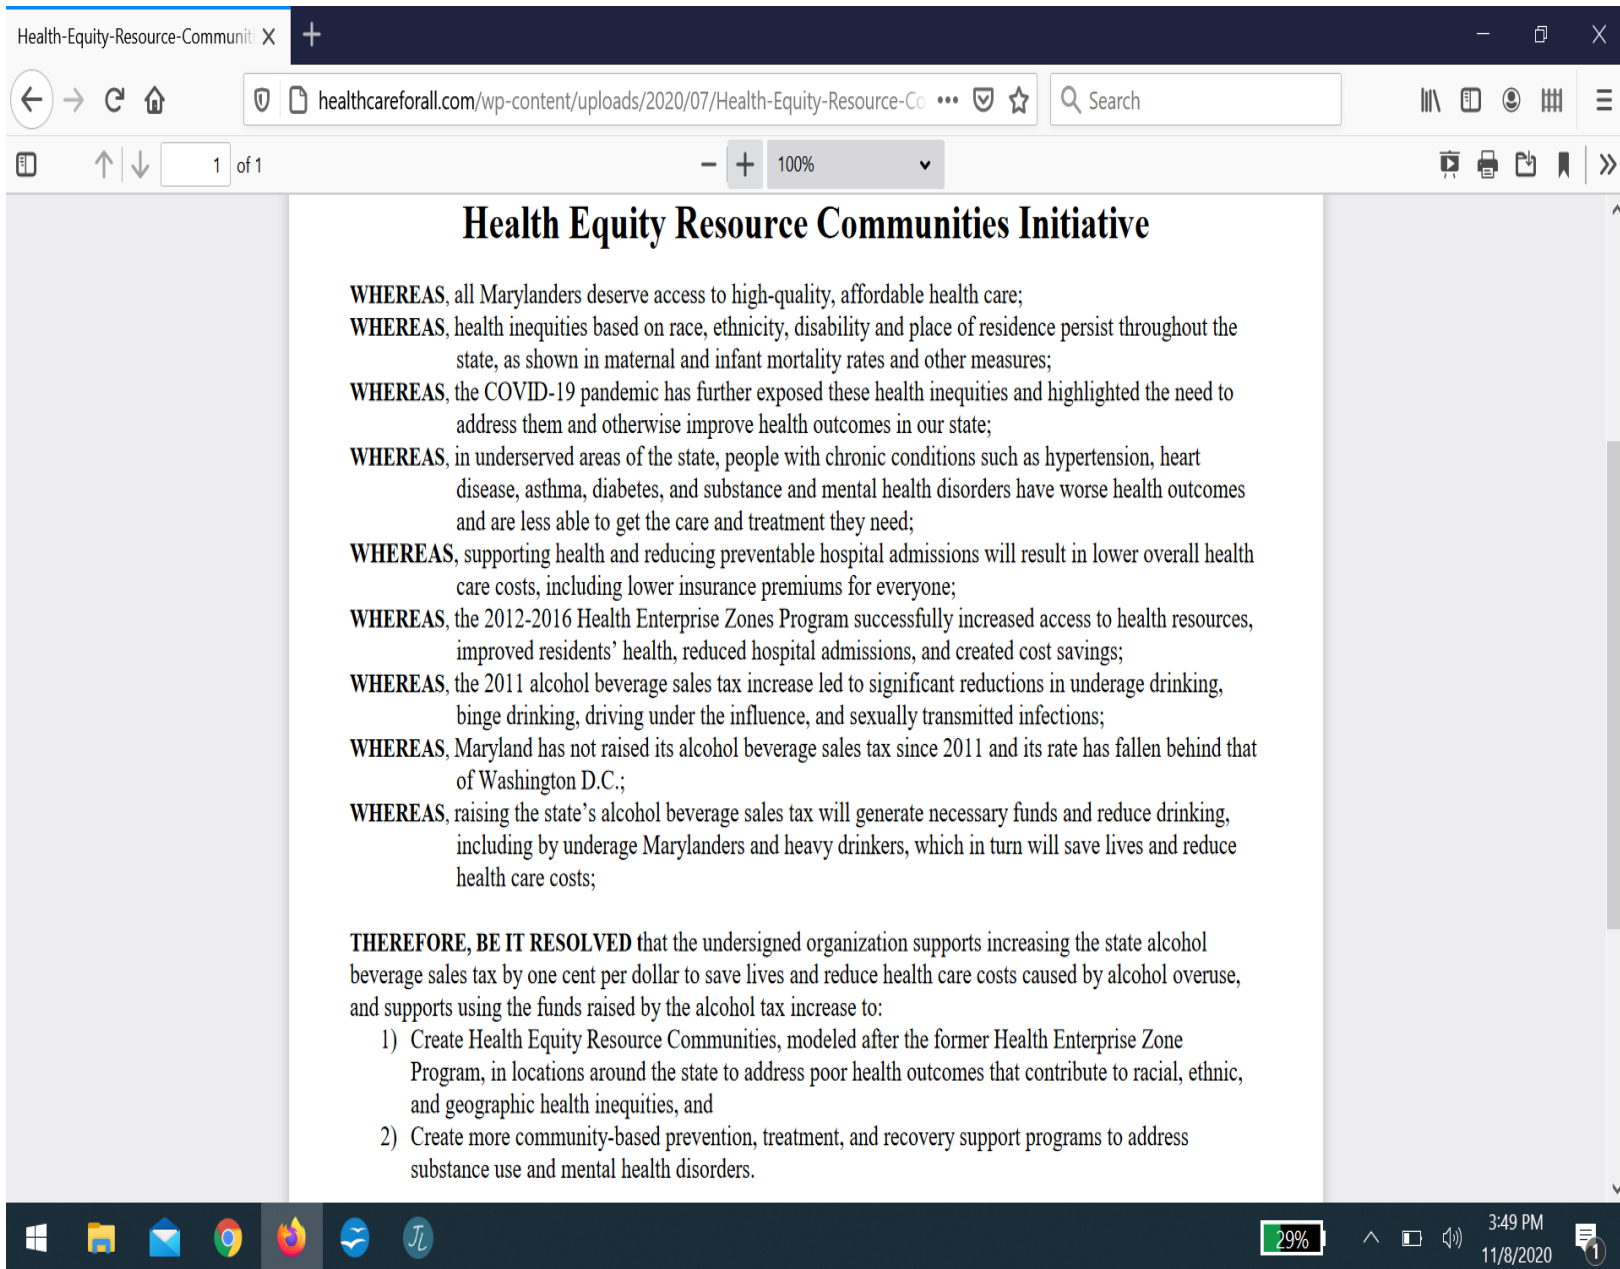 Health-Equity-Resource-Communiti
healthcareforall.com/wp-content/uploads/2020/07/Health-Equity-Resource-Co
Search
1 of 1
100%
Health Equity Resource Communities Initiative
WHEREAS, all Marylanders deserve access to high-quality, affordable health care;
WHEREAS, health inequities based on race, ethnicity, disability and place of residence persist throughout the
state, as shown in maternal and infant mortality rates and other measures;
WHEREAS, the COVID-19 pandemic has further exposed these health inequities and highlighted the need to
address them and otherwise improve health outcomes in our state;
WHEREAS, in underserved areas of the state, people with chronic conditions such as hypertension, heart
disease, asthma, diabetes, and substance and mental health disorders have worse health outcomes
and are less able to get the care and treatment they need;
WHEREAS, supporting health and reducing preventable hospital admissions will result in lower overall health
care costs, including lower insurance premiums for everyone;
WHEREAS, the 2012-2016 Health Enterprise Zones Program successfully increased access to health resources,
improved residents’ health, reduced hospital admissions, and created cost savings;
WHEREAS, the 2011 alcohol beverage sales tax increase led to significant reductions in underage drinking,
binge drinking, driving under the influence, and sexually transmitted infections;
WHEREAS, Maryland has not raised its alcohol beverage sales tax since 2011 and its rate has fallen behind that
of Washington D.C.;
WHEREAS, raising the state’s alcohol beverage sales tax will generate necessary funds and reduce drinking,
including by underage Marylanders and heavy drinkers, which in turn will save lives and reduce
health care costs;
THEREFORE, BE IT RESOLVED that the undersigned organization supports increasing the state alcohol
beverage sales tax by one cent per dollar to save lives and reduce health care costs caused by alcohol overuse,
and supports using the funds raised by the alcohol tax increase to:
1) Create Health Equity Resource Communities, modeled after the former Health Enterprise Zone
Program, in locations around the state to address poor health outcomes that contribute to racial, ethnic,
and geographic health inequities, and
2) Create more community-based prevention, treatment, and recovery support programs to address
substance use and mental health disorders.
JL
29%
3:49 PM
11/8/2020
1